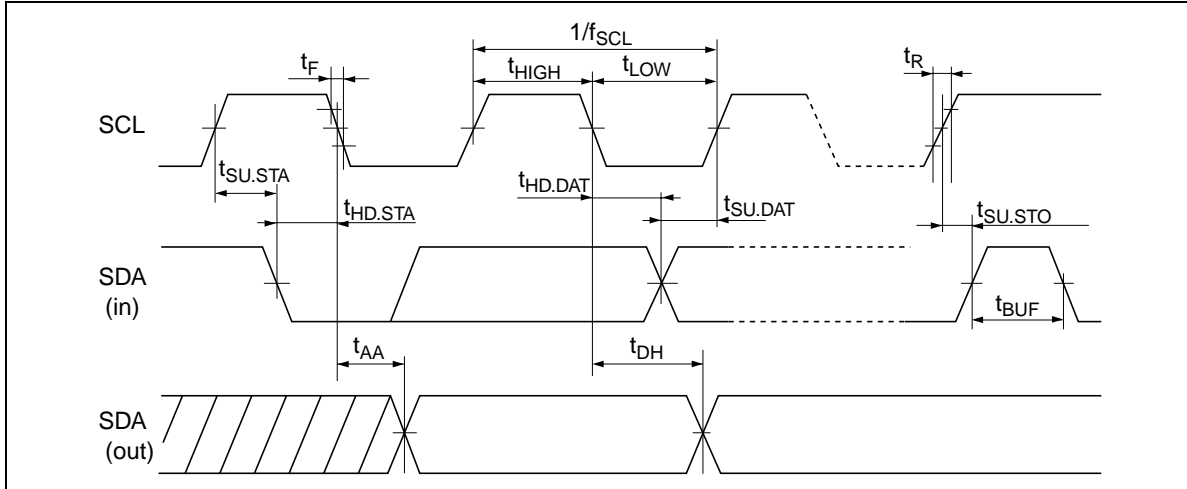 1/fSCL
tF
tHIGH
tLOW
tR
SCL
tSU.STA
tHD.STA
tHD.DAT
tSU.DAT
tSU.STO
SDA
(in)
tBUF
tAA
tDH
SDA
(out)